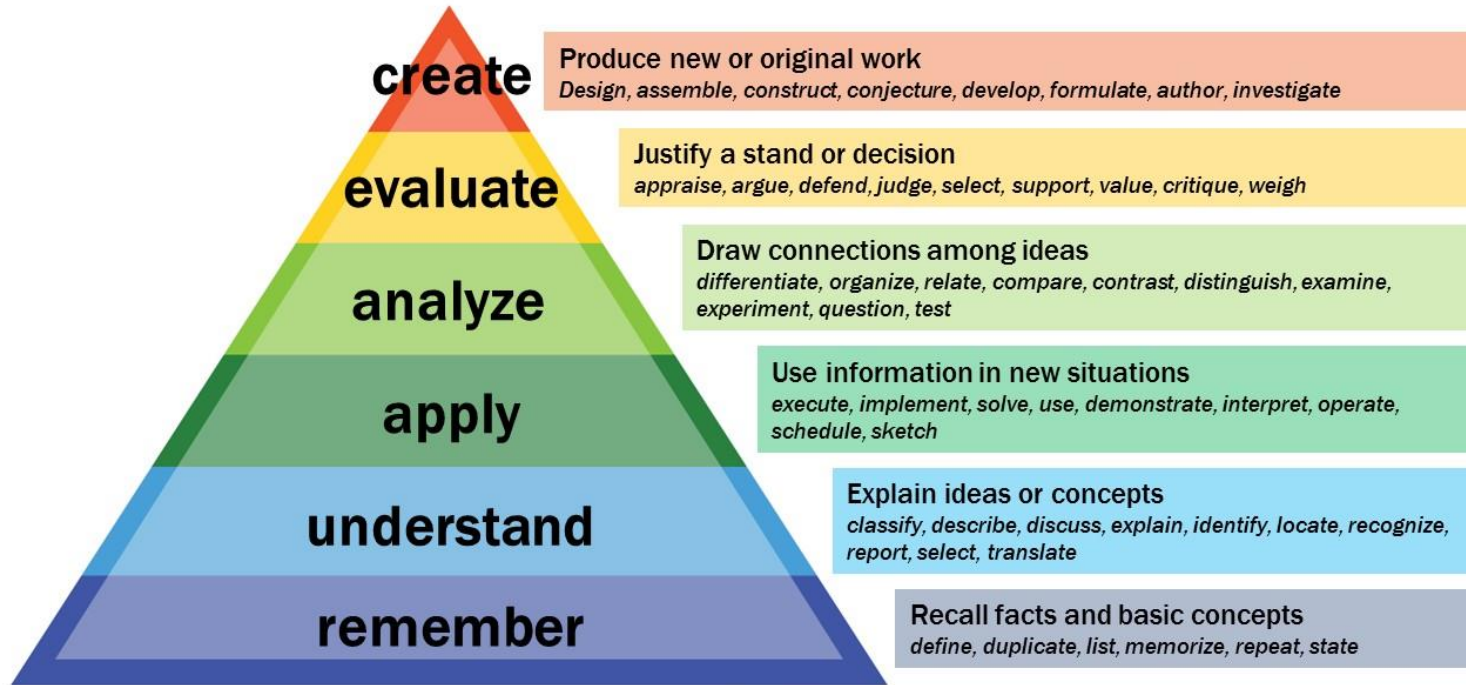 create
Produce new or original work
Design, assemble, construct, conjecture, develop, formulate, author, investigate
evaluate
Justify a stand or decision
appraise, argue, defend, judge, select, support, value, critique, weigh
analyze
Draw connections among ideas
differentiate, organize, relate, compare, contrast, distinguish, examine,
experiment, question, test
apply
Use information in new situations
execute, implement, solve, use, demonstrate, interpret, operate,
schedule, sketch
understand
Explain ideas or concepts
classify, describe, discuss, explain, identify, locate, recognize,
report, select, translate
remember
Recall facts and basic concepts
define, duplicate, list, memorize, repeat, state